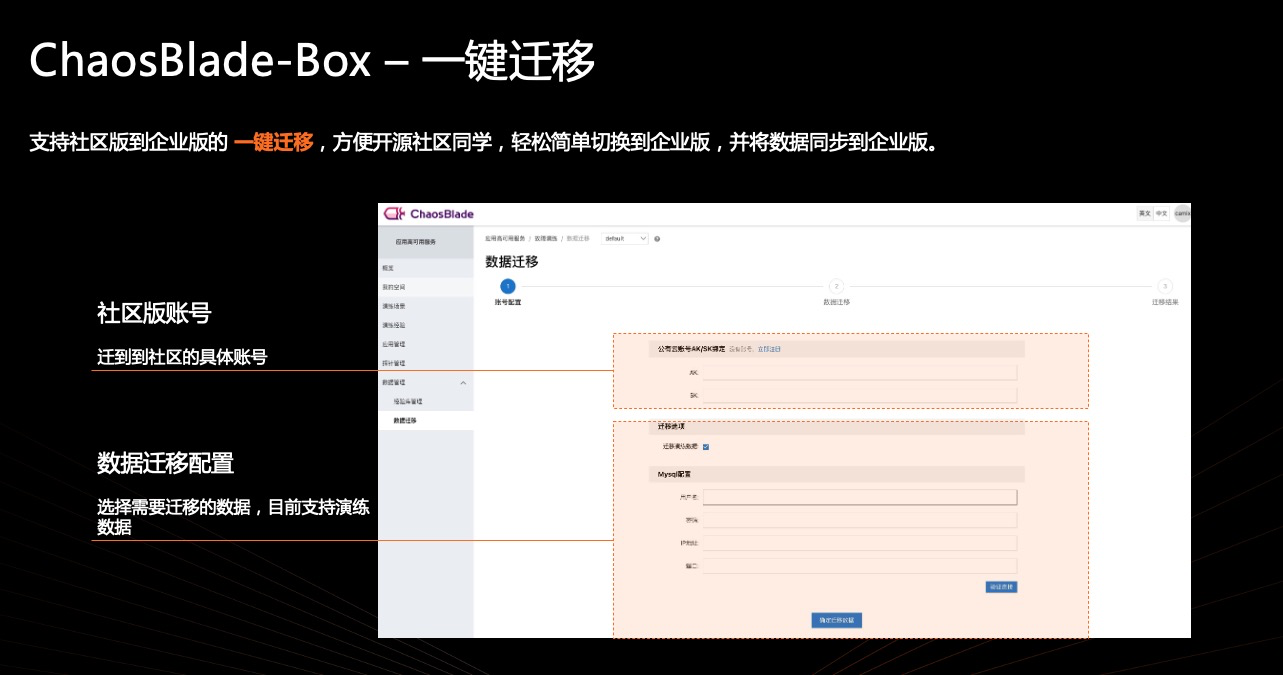 ChaosBlade-Box – 一键迁移
支持社区版到企业版的 一键迁移，方便开源社区同学，轻松简单切换到企业版，并将数据同步到企业版。
ChaosBlade
英文 中文
应用高可用服务
应用高可用服务 / 故障演练 / 数据迁移 default
概览
数据迁移
我的空间
1 2 3
账号配置 数据迁移 迁移结果
演练场景
演练经验
应用管理
探针管理
数据管理
经验库管理
数据迁移
社区版账号
迁到到社区的具体账号
公有云账号AK/SK绑定 没有账号，立即注册
AK:
SK:
数据迁移配置
选择需要迁移的数据，目前支持演练
数据
迁移选项
迁移演练数据:
Mysql配置
用户名:
密码:
IP地址:
端口:
验证连接
确定迁移数据